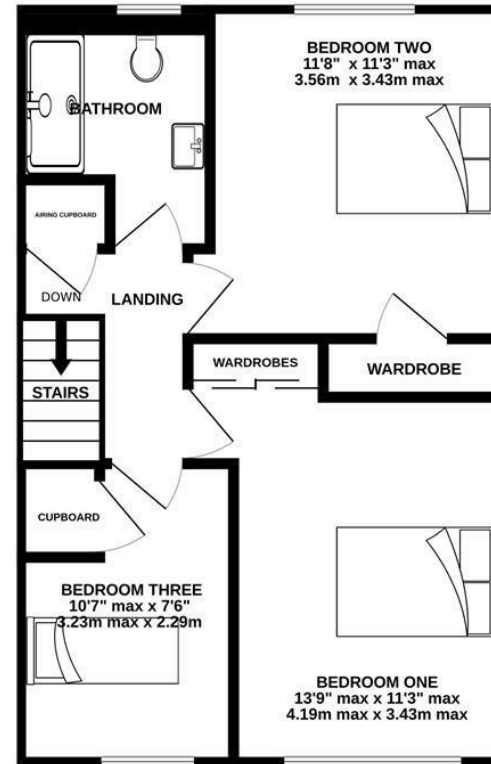 BEDROOM TWO
11'8" x 11'3" max
3.56m x 3.43m max
BATHROOM
AIRING CUPBOARD
DOWN
LANDING
STAIRS
WARDROBES
WARDROBE
CUPBOARD
BEDROOM THREE
10'7" max x 7'6"
3.23m max x 2.29m
BEDROOM ONE
13'9" max x 11'3" max
4.19m max x 3.43m max